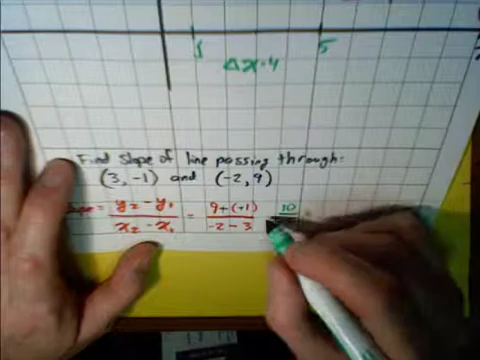 1 5
Δx=4
Find slope of line passing through:
(3, -1) and (-2, 9)
slope = y₂ - y₁ / x₂ - x₁ = 9+(+1) / -2 - 3 10